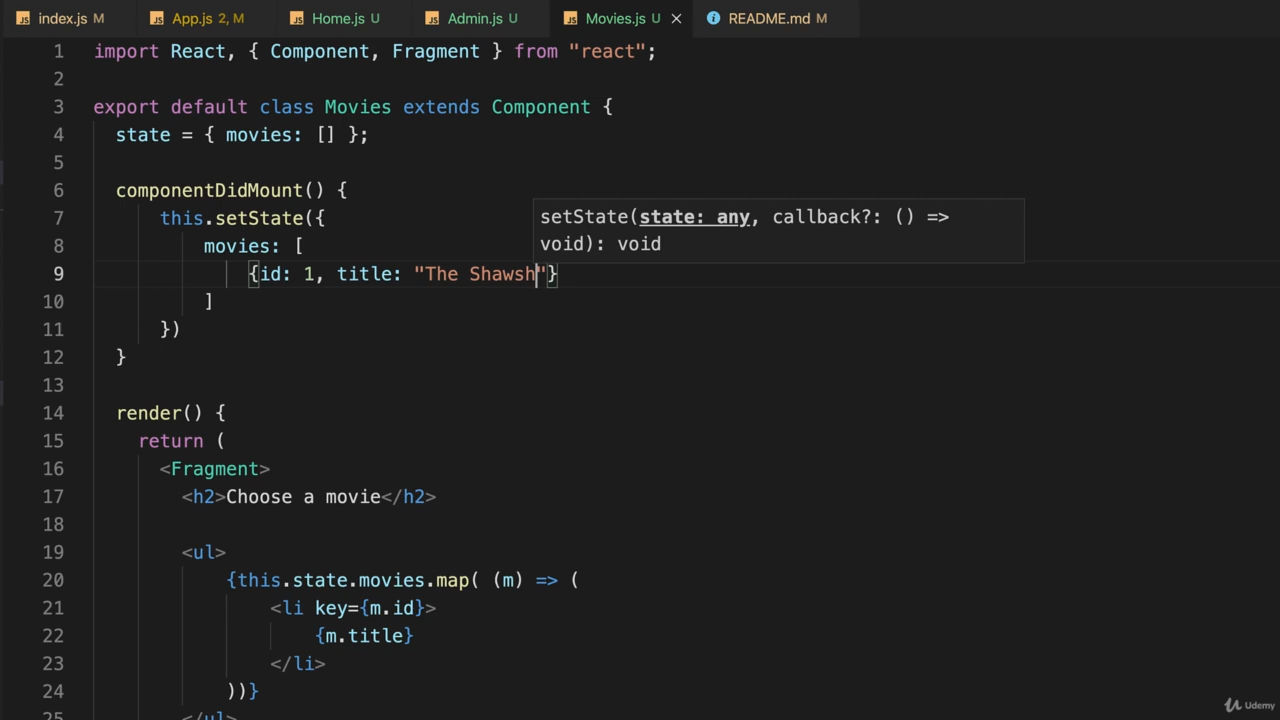 index.js M App.js 2, M Home.js U Admin.js U Movies.js U README.md M
1 import React, { Component, Fragment } from "react";
2
3 export default class Movies extends Component {
4 state = { movies: [] };
5
6 componentDidMount() {
7 this.setState({
setState(state: any, callback?: () =>
void): void
8 movies: [
9 {id: 1, title: "The Shawsh"}
10 ]
11 })
12 }
13
14 render() {
15 return (
16 <Fragment>
17 <h2>Choose a movie</h2>
18
19 <ul>
20 {this.state.movies.map( (m) => (
21 <li key={m.id}>
22 {m.title}
23 </li>
24 ))}
25 </ul>
Udemy